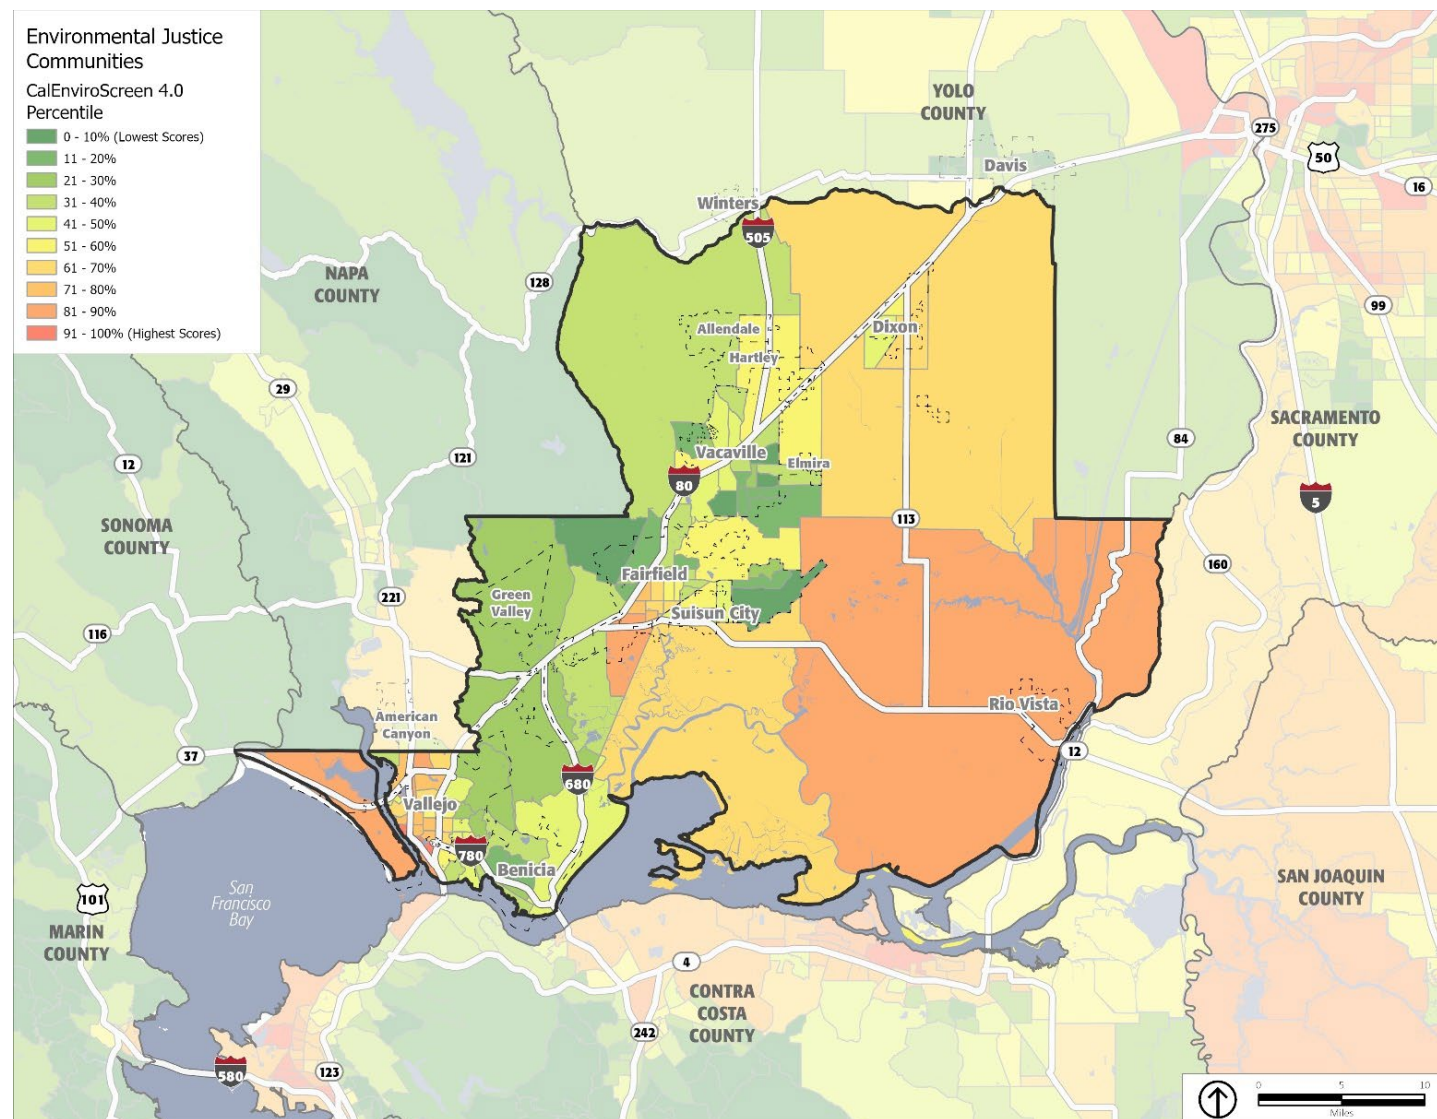 Environmental Justice
Communities
CalEnviroScreen 4.0
Percentile
0 - 10% (Lowest Scores)
11 - 20%
21 - 30%
31 - 40%
41 - 50%
51 - 60%
61 - 70%
71 - 80%
81 - 90%
91 - 100% (Highest Scores)
YOLO
COUNTY
275
50
Davis
16
Winters
505
NAPA
COUNTY
128
99
Allendale
Dixon
Hartley
29
SACRAMENTO
COUNTY
84
121
12
Vacaville
Elmira
80
5
SONOMA
COUNTY
113
160
Fairfield
221
Green
Valley
Suisun City
116
Rio Vista
American
Canyon
37
12
680
Vallejo
780
Benicia
San
Francisco
Bay
101
MARIN
COUNTY
SAN JOAQUIN
COUNTY
4
CONTRA
COSTA
COUNTY
242
580
123
0 5 10
Miles